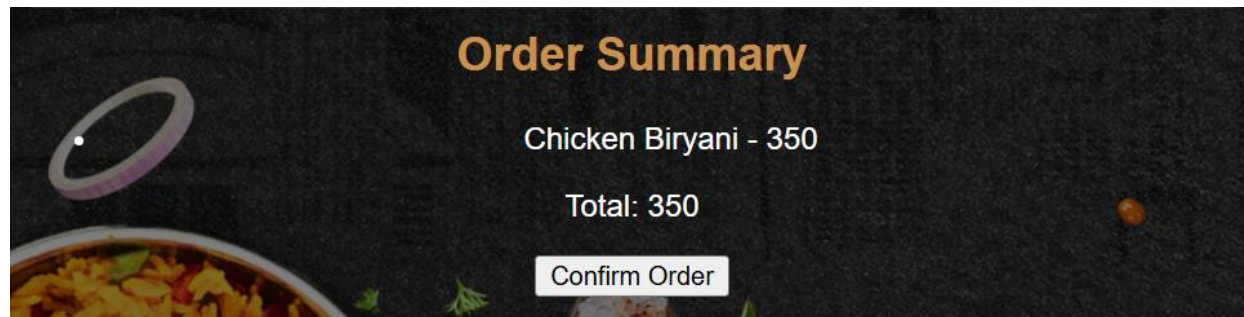 Order Summary
Chicken Biryani - 350
Total: 350
Confirm Order